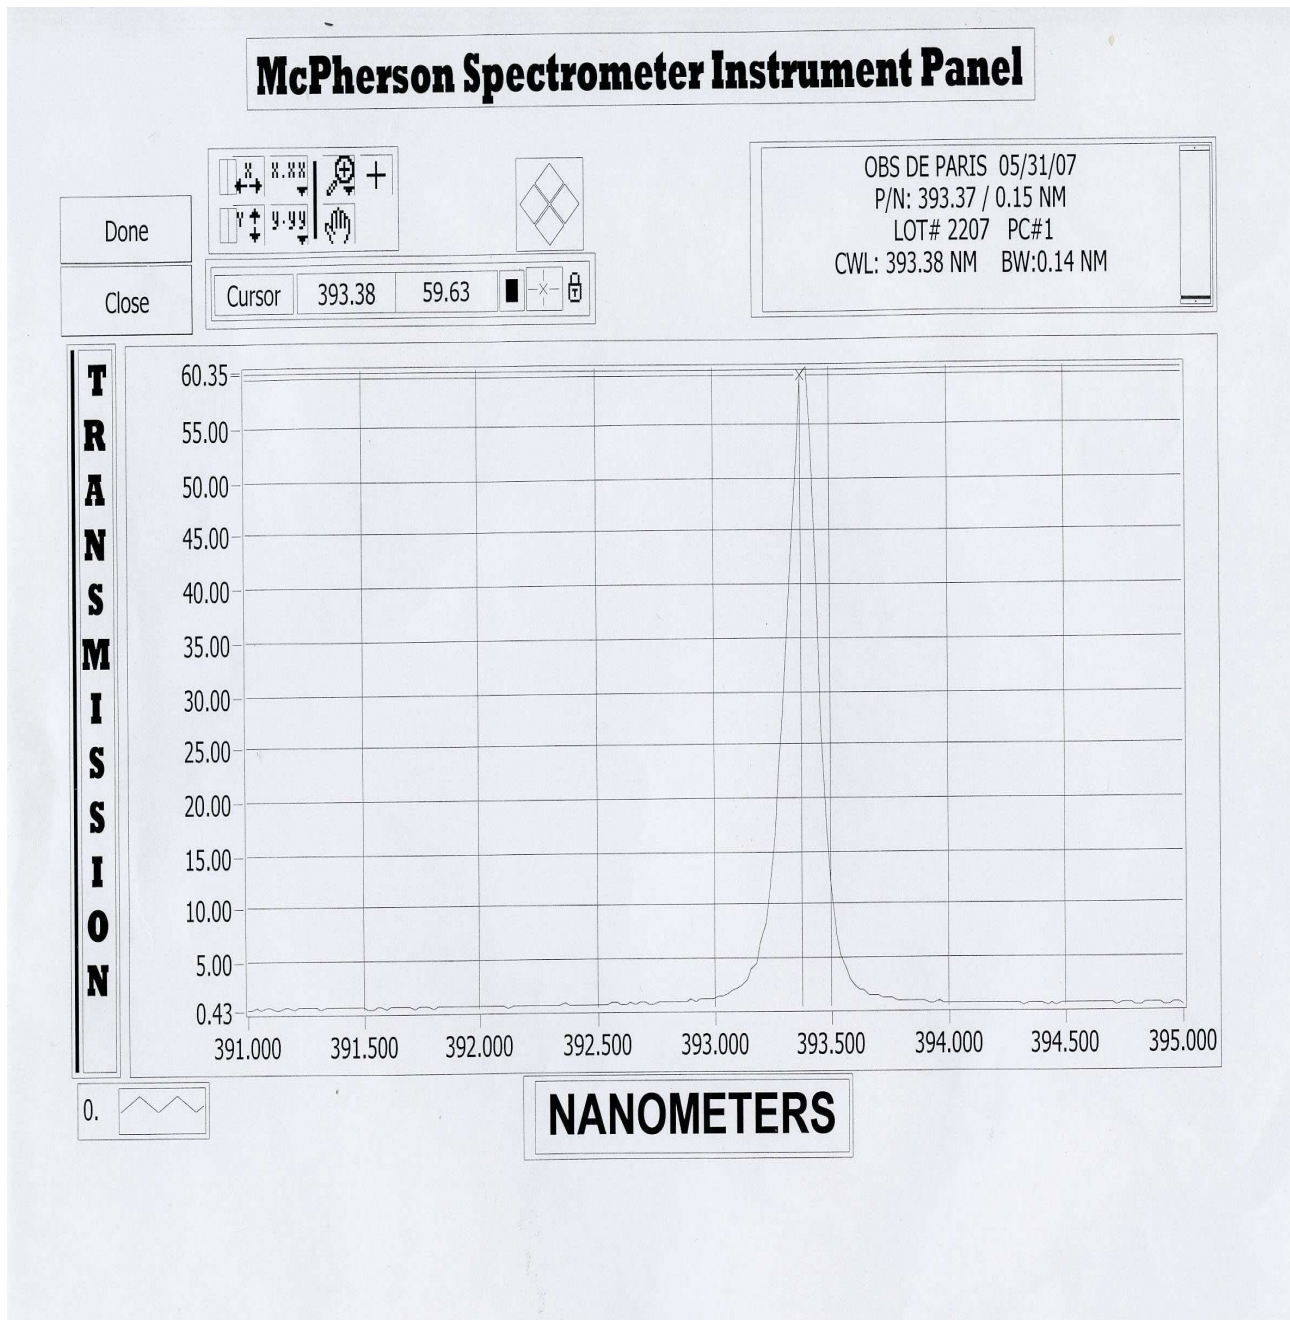 McPherson Spectrometer Instrument Panel
X X.XX
Y Y.YY
Done
Close
Cursor 393.38 59.63
OBS DE PARIS 05/31/07
P/N: 393.37 / 0.15 NM
LOT# 2207 PC#1
CWL: 393.38 NM BW:0.14 NM
TRANSMISSION
60.35
55.00
50.00
45.00
40.00
35.00
30.00
25.00
20.00
15.00
10.00
5.00
0.43
391.000 391.500 392.000 392.500 393.000 393.500 394.000 394.500 395.000
0.
NANOMETERS